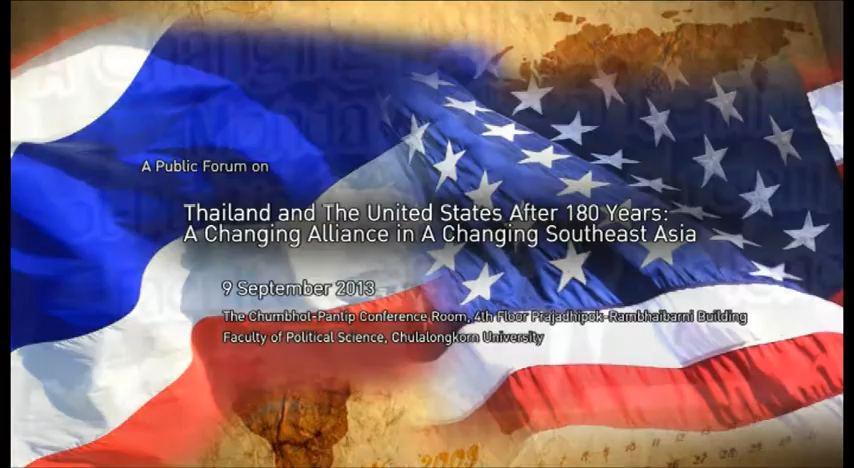 A Public Forum on
Thailand and The United States After 180 Years:
A Changing Alliance in A Changing Southeast Asia
9 September 2013
The Chumbhot-Pantip Conference Room, 4th Floor Prajadhipok-Rambhaibarni Building
Faculty of Political Science, Chulalongkorn University